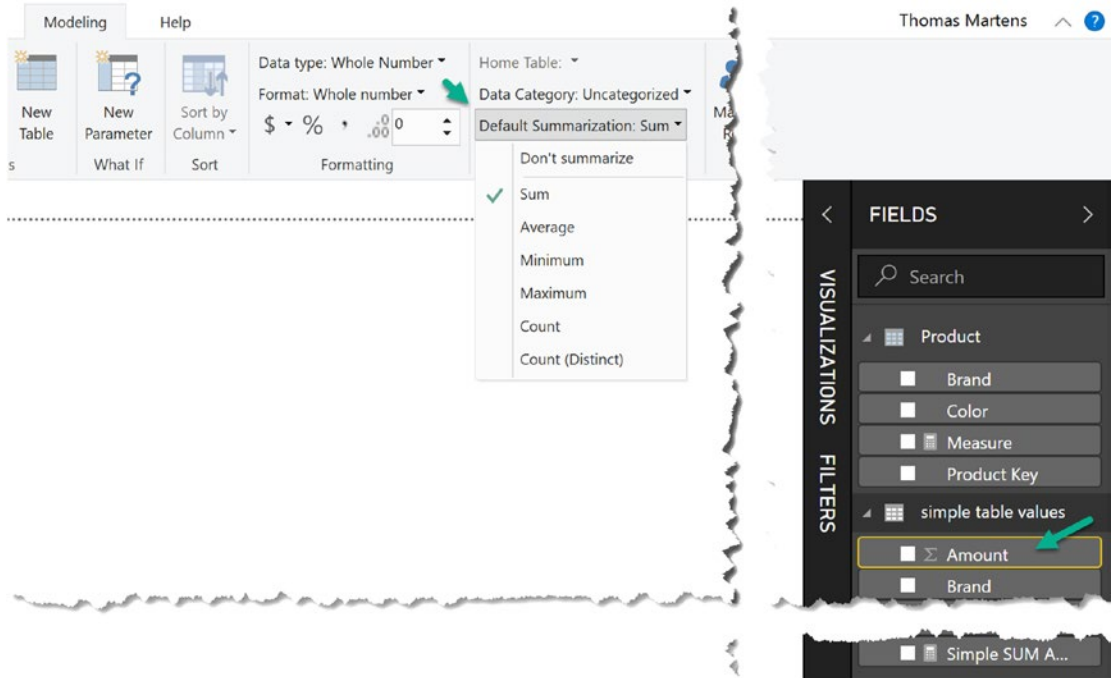 Modeling Help
Thomas Martens
New Table
New Parameter
Sort by Column
What If
Sort
Data type: Whole Number
Format: Whole number
$ % , .0 .00 0
Formatting
Home Table:
Data Category: Uncategorized
Default Summarization: Sum
Don't summarize
Sum
Average
Minimum
Maximum
Count
Count (Distinct)
VISUALIZATIONS
FILTERS
FIELDS
Search
Product
Brand
Color
Measure
Product Key
simple table values
Σ Amount
Brand
Simple SUM A...